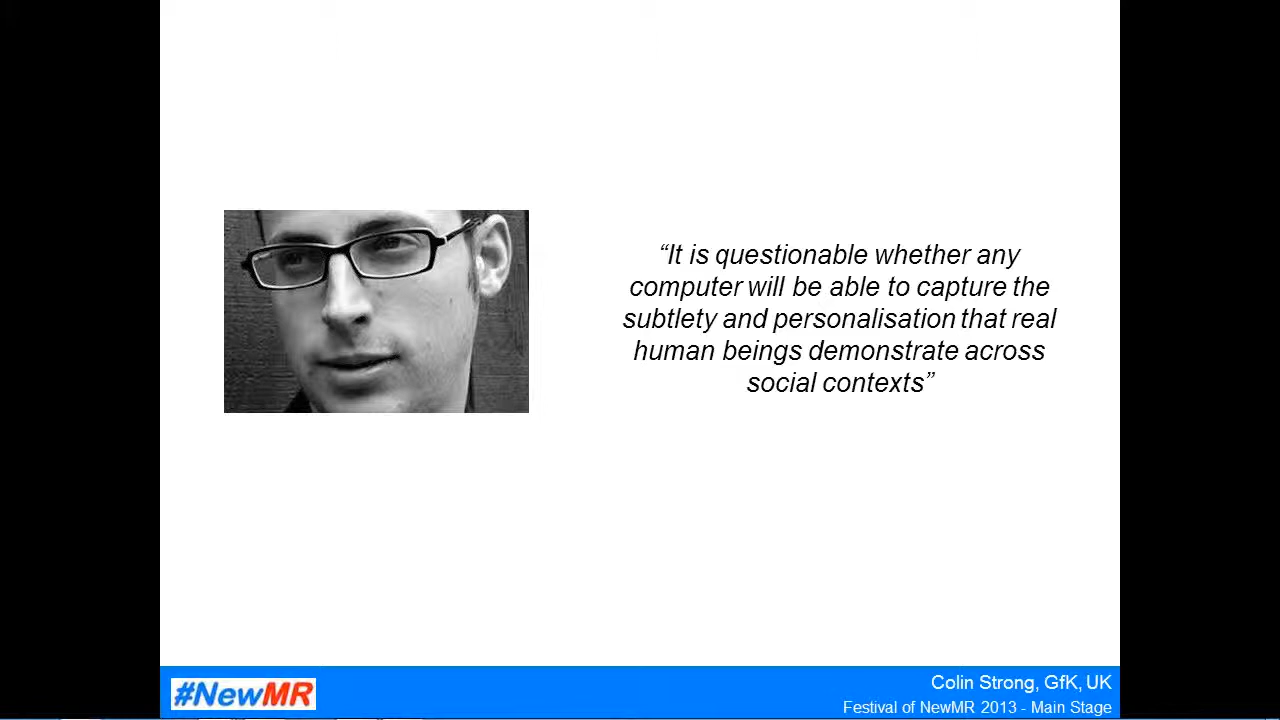 “It is questionable whether any
computer will be able to capture the
subtlety and personalisation that real
human beings demonstrate across
social contexts”
#NewMR
Colin Strong, GfK, UK
Festival of NewMR 2013 - Main Stage